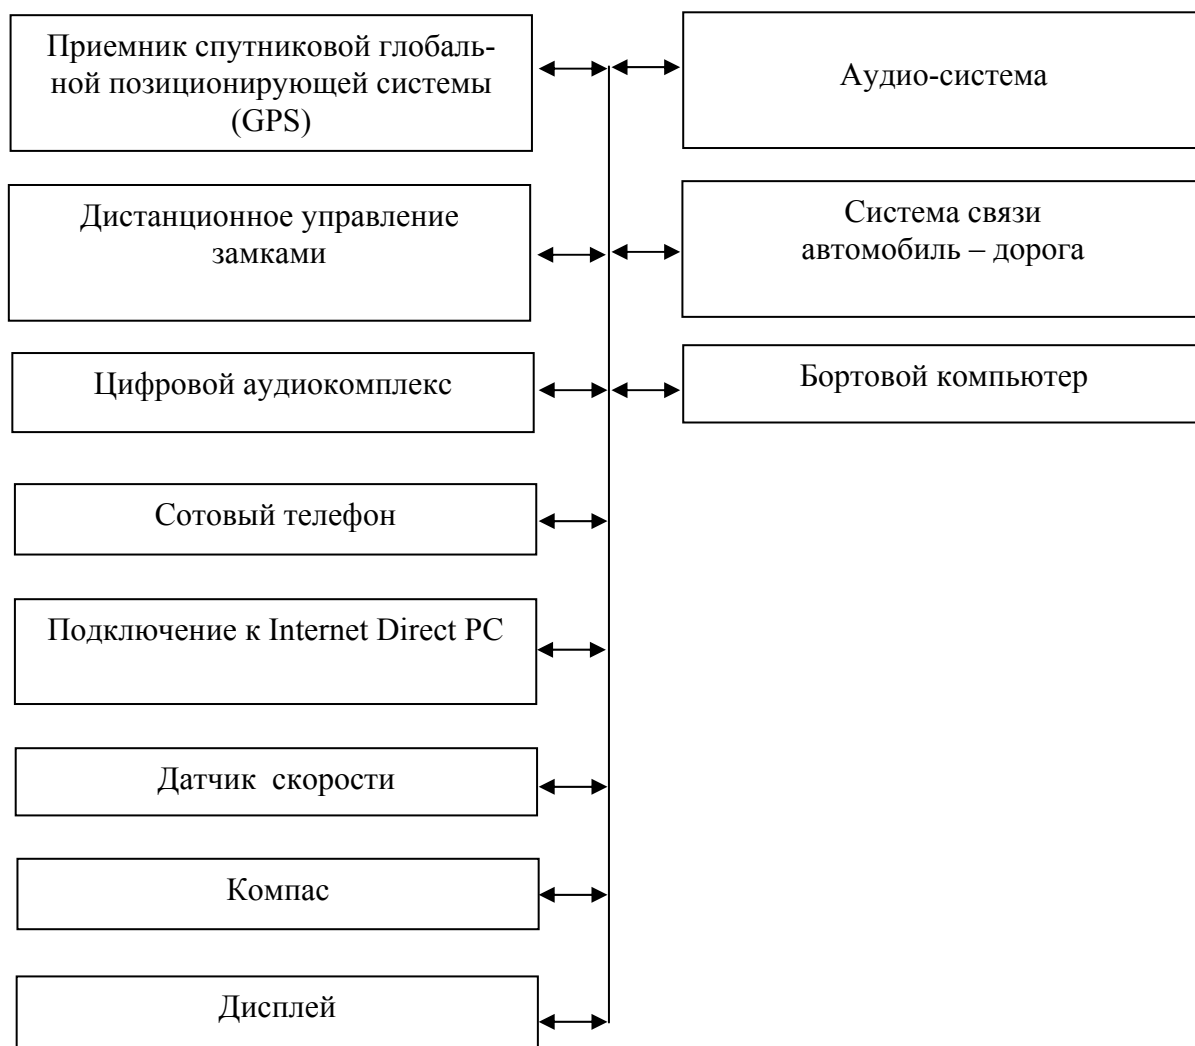 Приемник спутниковой глобаль-
ной позиционирующей системы
(GPS)
Аудио-система
Дистанционное управление
замками
Система связи
автомобиль – дорога
Цифровой аудиокомплекс
Бортовой компьютер
Сотовый телефон
Подключение к Internet Direct PC
Датчик скорости
Компас
Дисплей